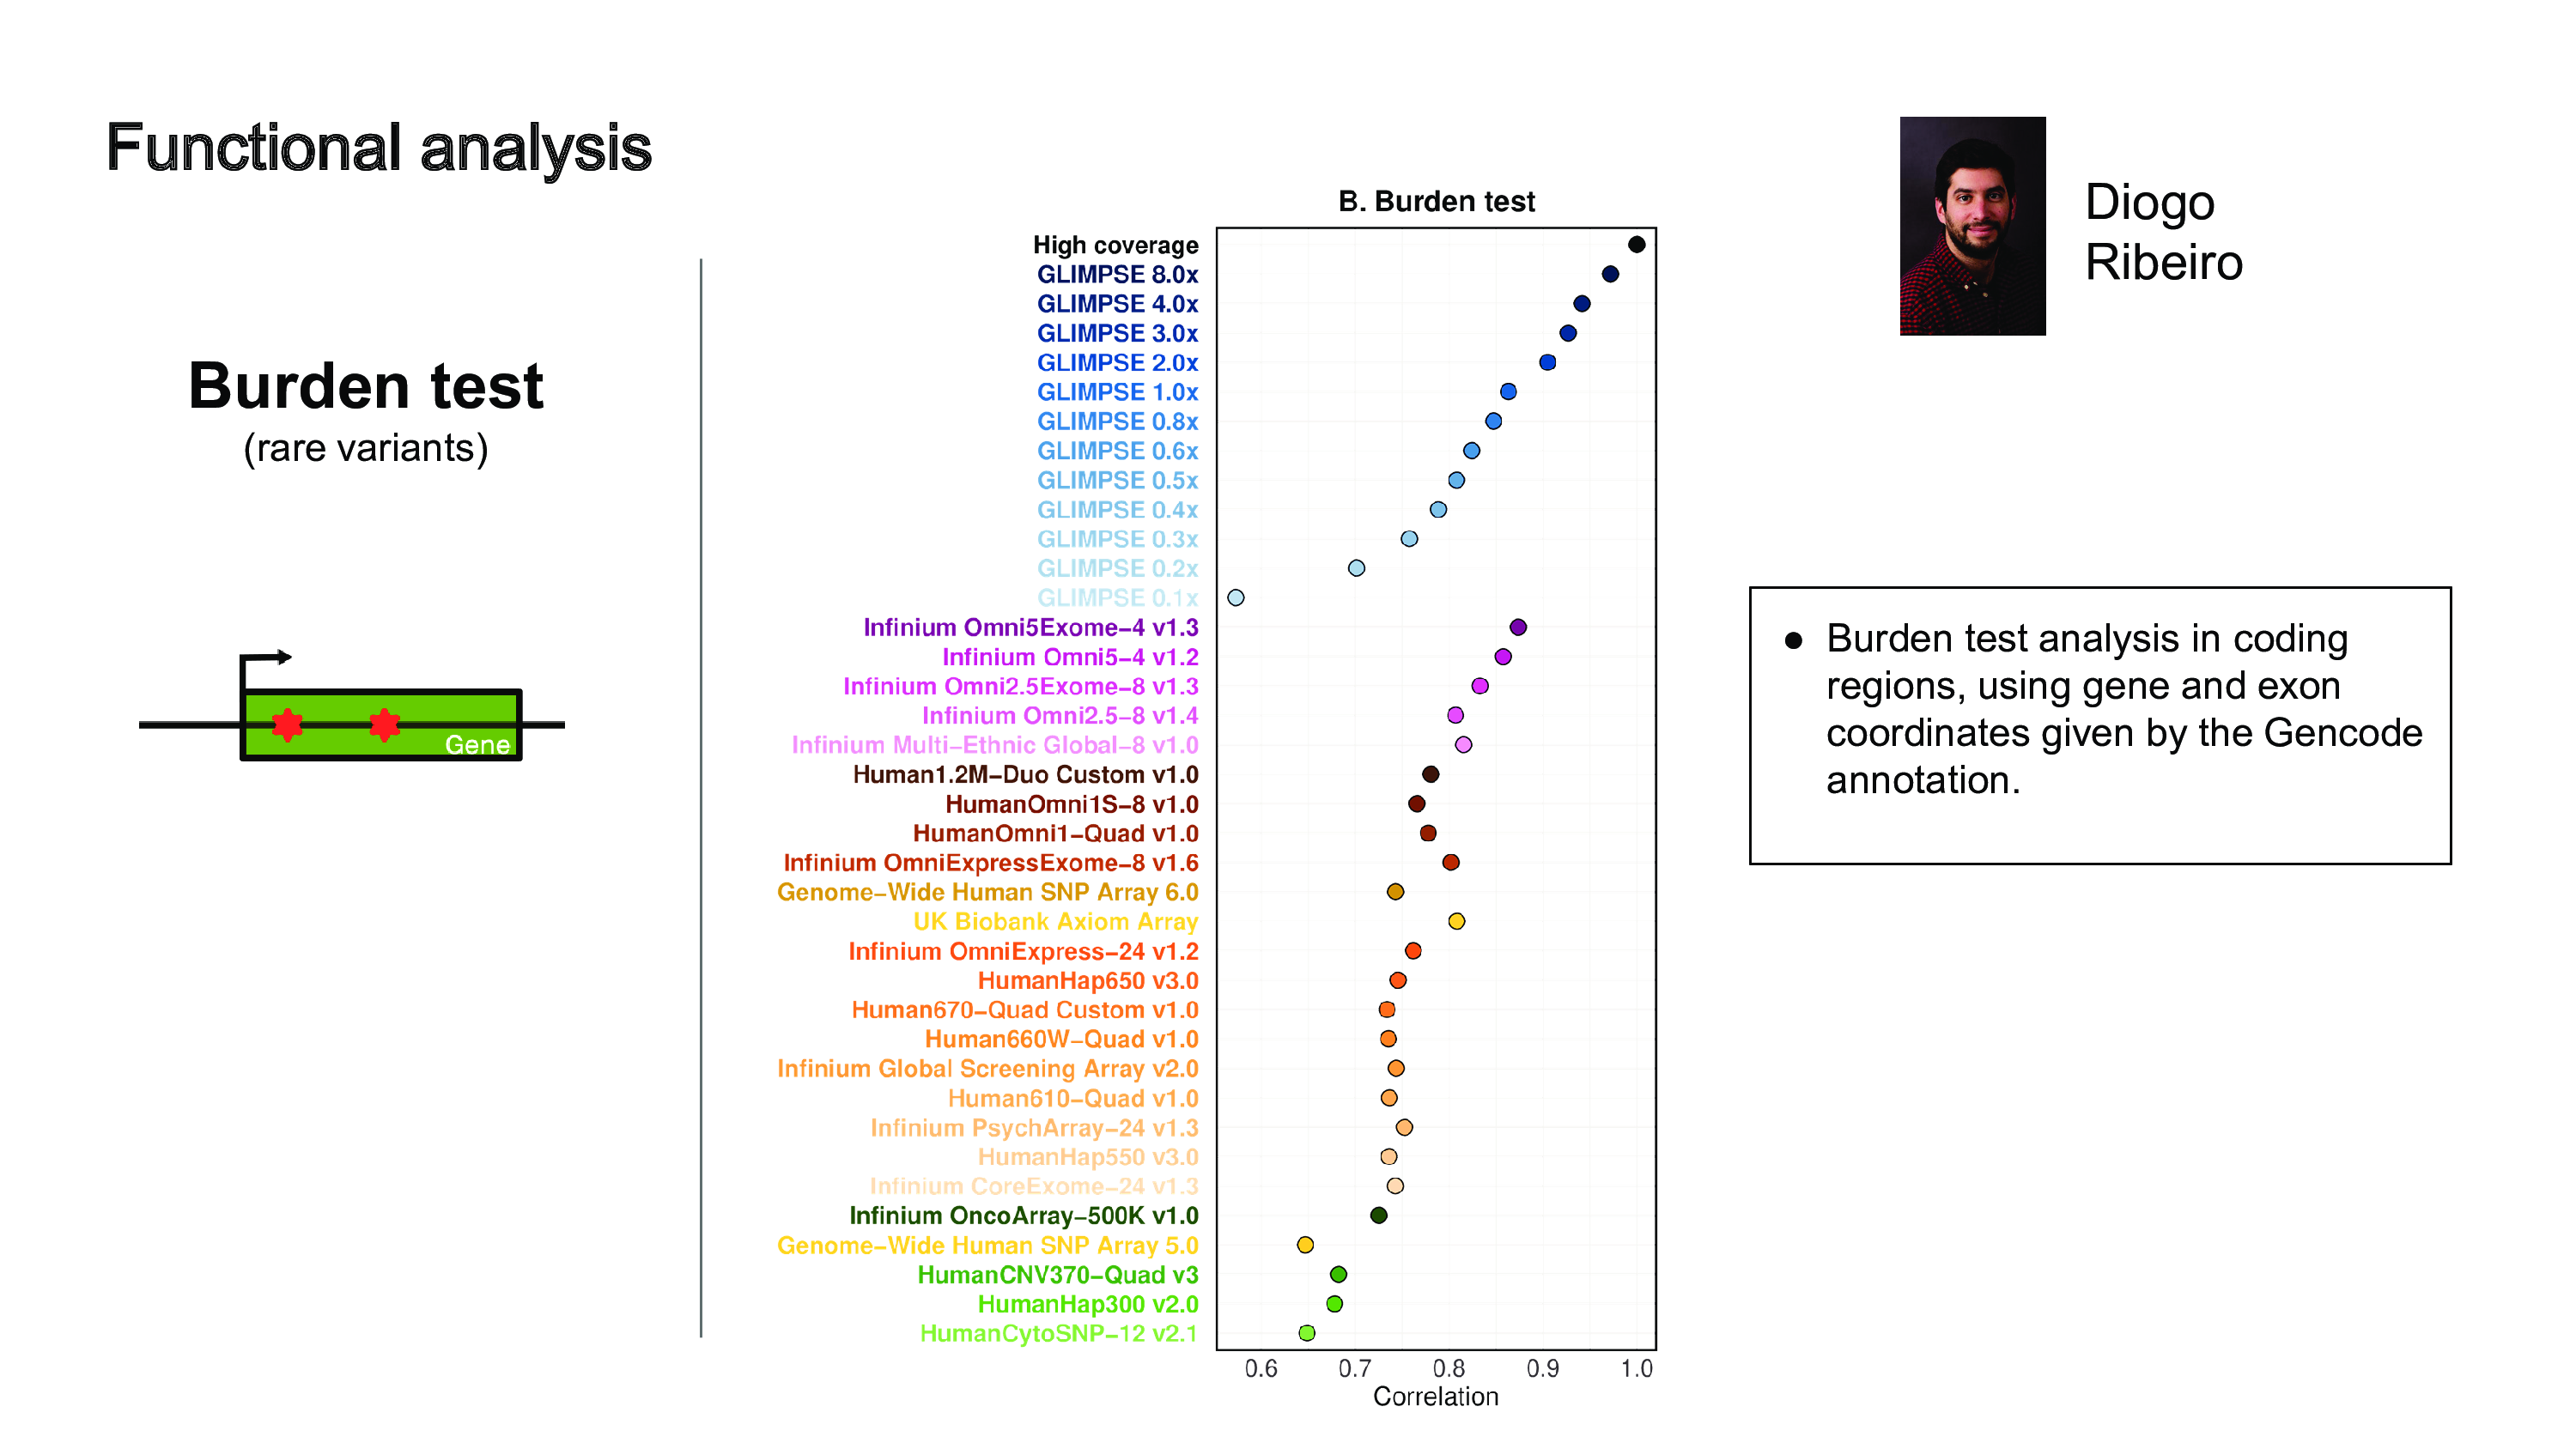 Functional analysis
Burden test
(rare variants)
Gene
B. Burden test
High coverage
GLIMPSE 8.0x
GLIMPSE 4.0x
GLIMPSE 3.0x
GLIMPSE 2.0x
GLIMPSE 1.0x
GLIMPSE 0.8x
GLIMPSE 0.6x
GLIMPSE 0.5x
GLIMPSE 0.4x
GLIMPSE 0.3x
GLIMPSE 0.2x
GLIMPSE 0.1x
Infinium Omni5Exome−4 v1.3
Infinium Omni5−4 v1.2
Infinium Omni2.5Exome−8 v1.3
Infinium Omni2.5−8 v1.4
Infinium Multi−Ethnic Global−8 v1.0
Human1.2M−Duo Custom v1.0
HumanOmni1S−8 v1.0
HumanOmni1−Quad v1.0
Infinium OmniExpressExome−8 v1.6
Genome−Wide Human SNP Array 6.0
UK Biobank Axiom Array
Infinium OmniExpress−24 v1.2
HumanHap650 v3.0
Human670−Quad Custom v1.0
Human660W−Quad v1.0
Infinium Global Screening Array v2.0
Human610−Quad v1.0
Infinium PsychArray−24 v1.3
HumanHap550 v3.0
Infinium CoreExome−24 v1.3
Infinium OncoArray−500K v1.0
Genome−Wide Human SNP Array 5.0
HumanCNV370−Quad v3
HumanHap300 v2.0
HumanCytoSNP−12 v2.1
0.6 0.7 0.8 0.9 1.0
Correlation
Diogo
Ribeiro
● Burden test analysis in coding
regions, using gene and exon
coordinates given by the Gencode
annotation.